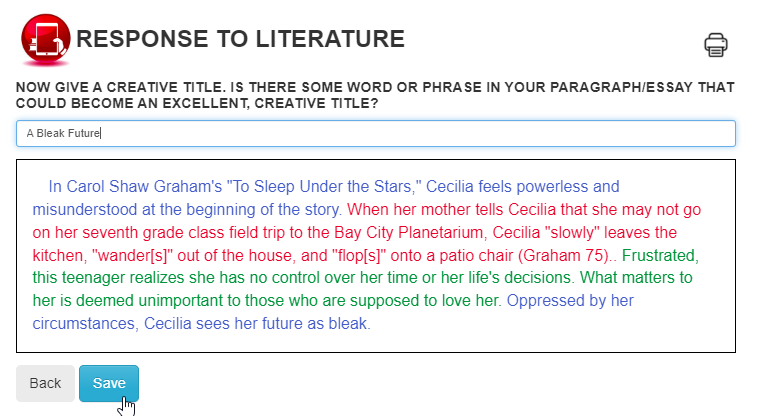 RESPONSE TO LITERATURE
NOW GIVE A CREATIVE TITLE. IS THERE SOME WORD OR PHRASE IN YOUR PARAGRAPH/ESSAY THAT
COULD BECOME AN EXCELLENT, CREATIVE TITLE?
A Bleak Future
In Carol Shaw Graham's "To Sleep Under the Stars," Cecilia feels powerless and
misunderstood at the beginning of the story. When her mother tells Cecilia that she may not go
on her seventh grade class field trip to the Bay City Planetarium, Cecilia "slowly" leaves the
kitchen, "wander[s]" out of the house, and "flop[s]" onto a patio chair (Graham 75).. Frustrated,
this teenager realizes she has no control over her time or her life's decisions. What matters to
her is deemed unimportant to those who are supposed to love her. Oppressed by her
circumstances, Cecilia sees her future as bleak.
Back Save